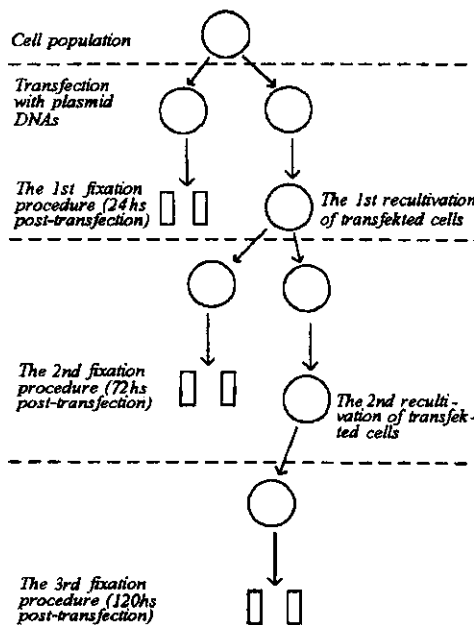 Cell population
Transfection
with plasmid
DNAs
The 1st fixation
procedure (24hs
post-transfection)
The 1st recultivation
of transfekted cells
The 2nd fixation
procedure (72hs
post-transfection)
The 2nd reculti-
vation of transfek-
ted cells
The 3rd fixation
procedure (120hs
post-transfection)